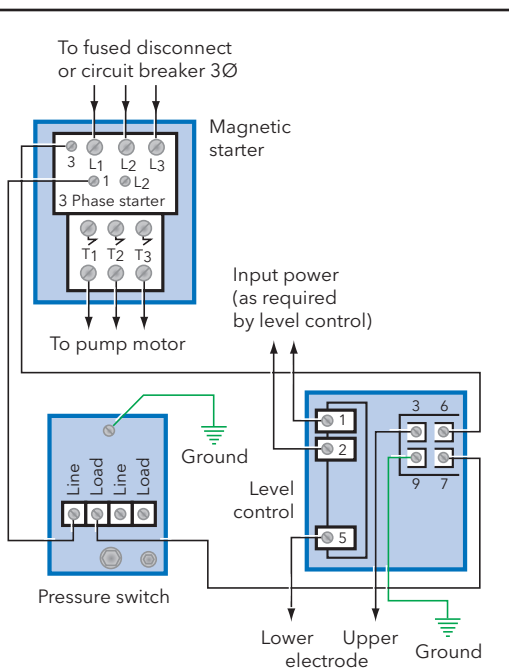 To fused disconnect
or circuit breaker 3Ø
Magnetic
starter
3 L1 L2 L3
1 L2
3 Phase starter
T1 T2 T3
To pump motor
Input power
(as required
by level control)
Ground
Line Load Line Load
Pressure switch
1
2
5
Level
control
3 6
9 7
Lower Upper
electrode
Ground